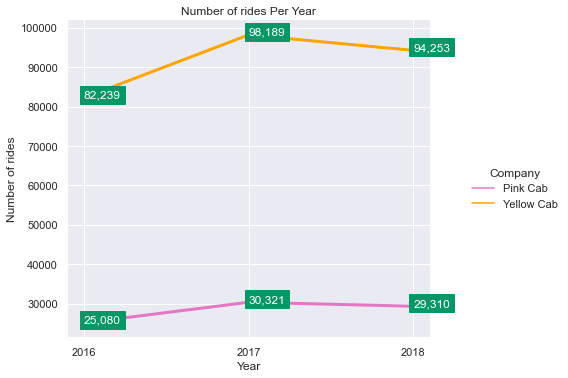 Number of rides Per Year
100000
98,189
94,253
90000
82,239
80000
70000
60000
50000
40000
30000
30,321
29,310
25,080
Number of rides
2016
2017
2018
Year
Company
Pink Cab
Yellow Cab